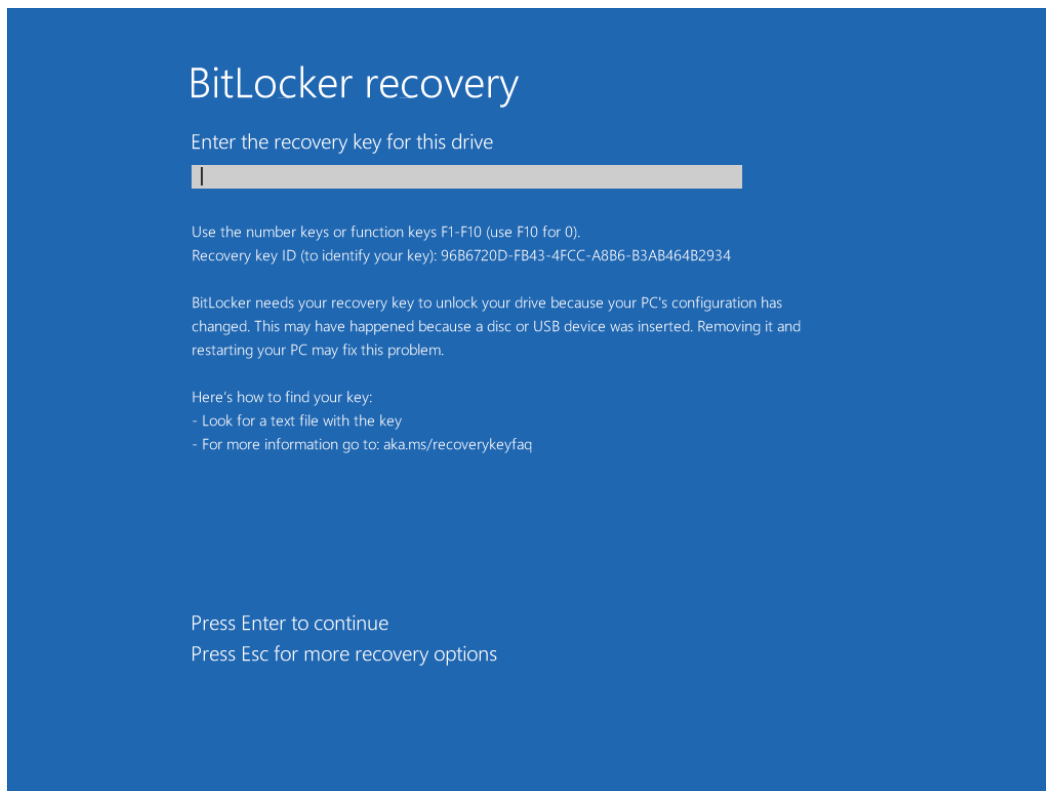 BitLocker recovery
Enter the recovery key for this drive
Use the number keys or function keys F1-F10 (use F10 for 0).
Recovery key ID (to identify your key): 96B6720D-FB43-4FCC-A8B6-B3AB464B2934
BitLocker needs your recovery key to unlock your drive because your PC's configuration has
changed. This may have happened because a disc or USB device was inserted. Removing it and
restarting your PC may fix this problem.
Here's how to find your key:
- Look for a text file with the key
- For more information go to: aka.ms/recoverykeyfaq
Press Enter to continue
Press Esc for more recovery options